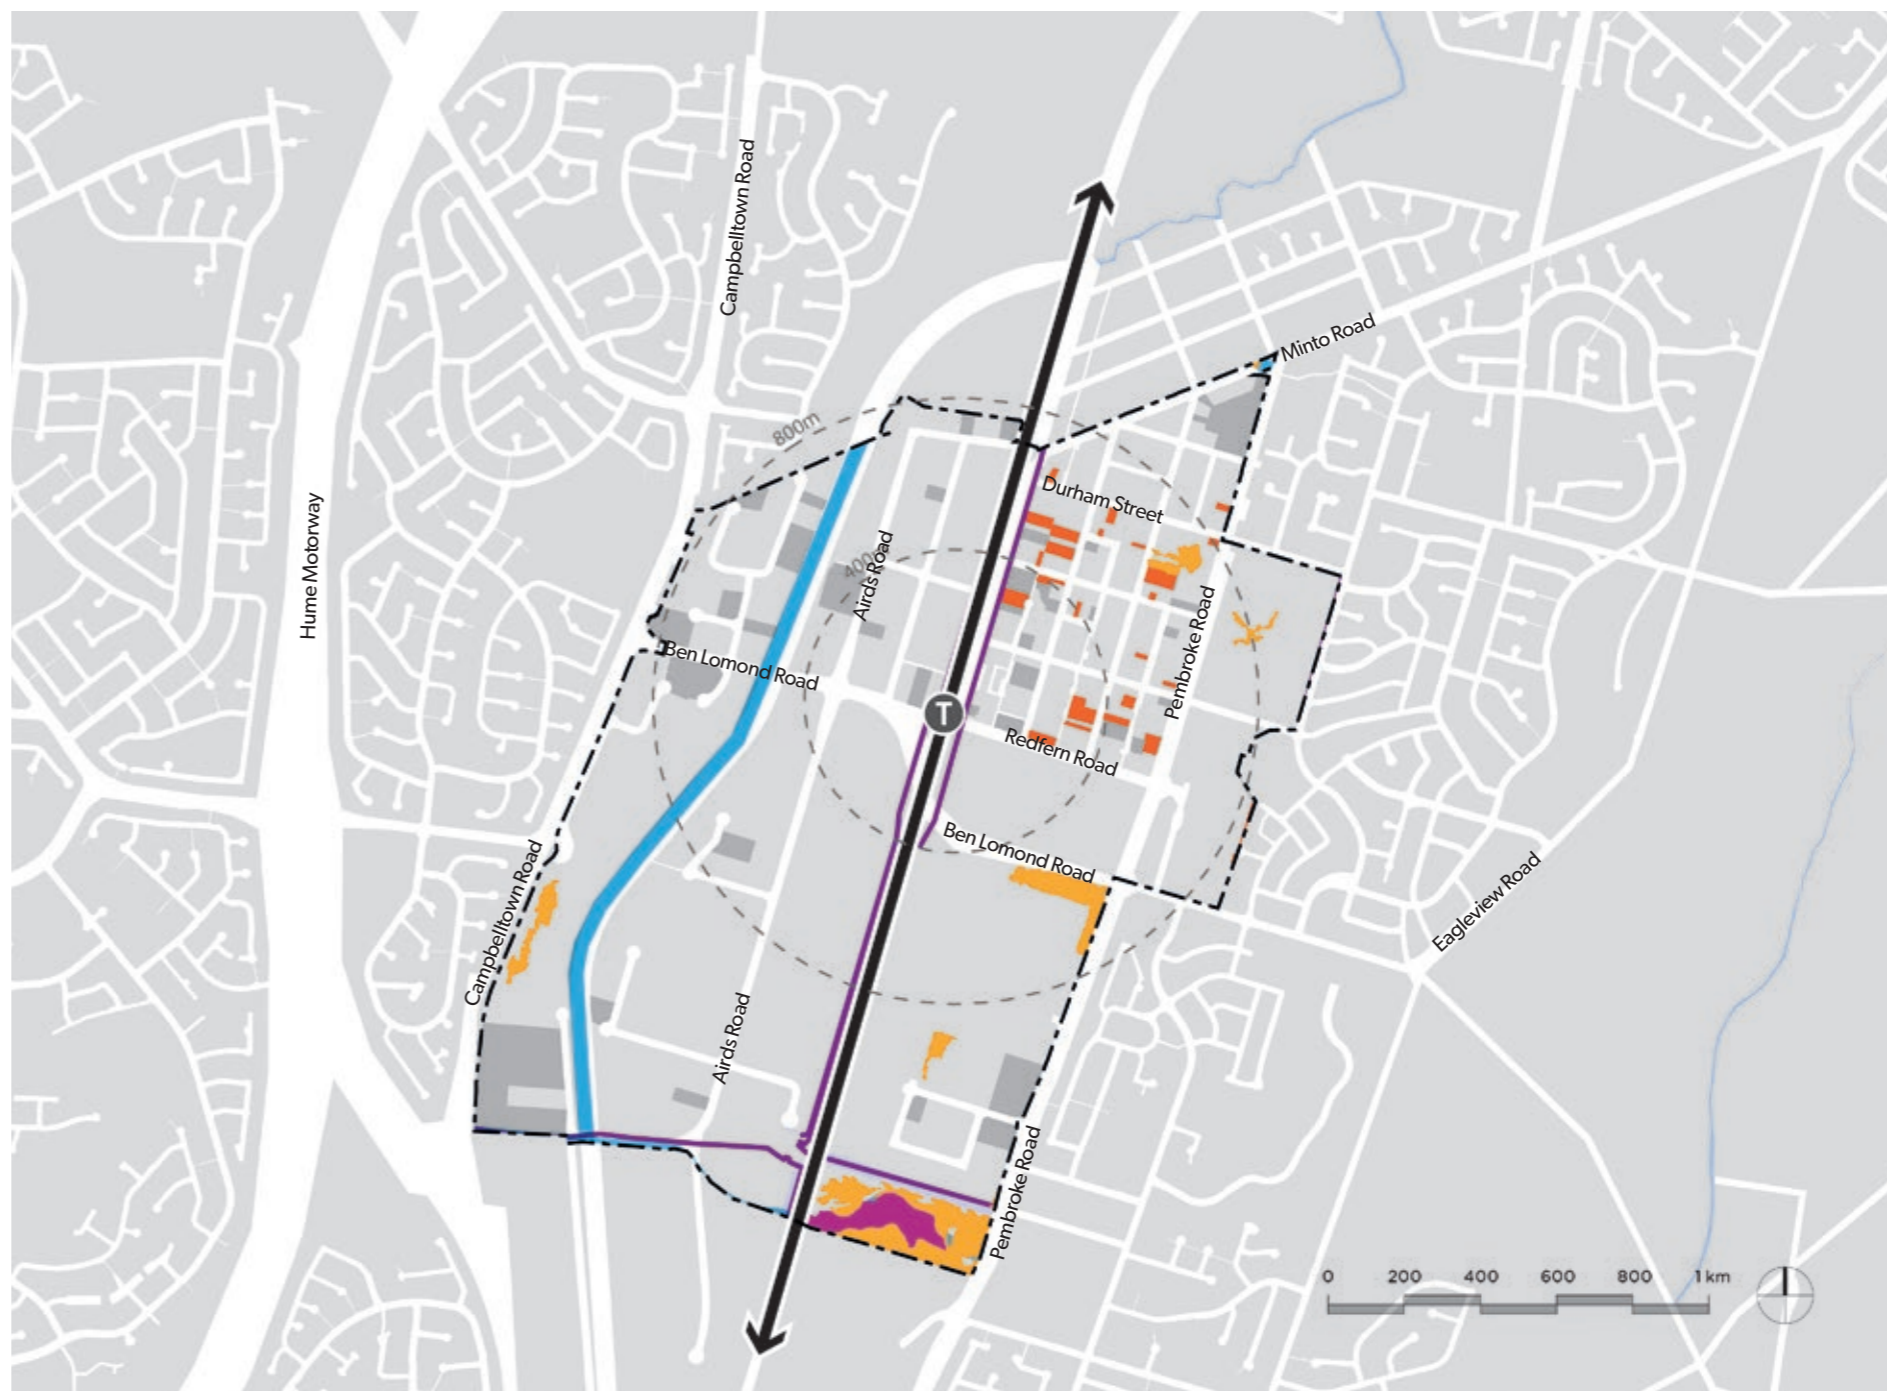 Campbelltown Road
Minto Road
800m
Durham Street
Hume Motorway
400m
Airds Road
Pembroke Road
Ben Lomond Road
T
Redfern Road
Ben Lomond Road
Campbelltown Road
Eagleview Road
Airds Road
Pembroke Road
0 200 400 600 800 1 km